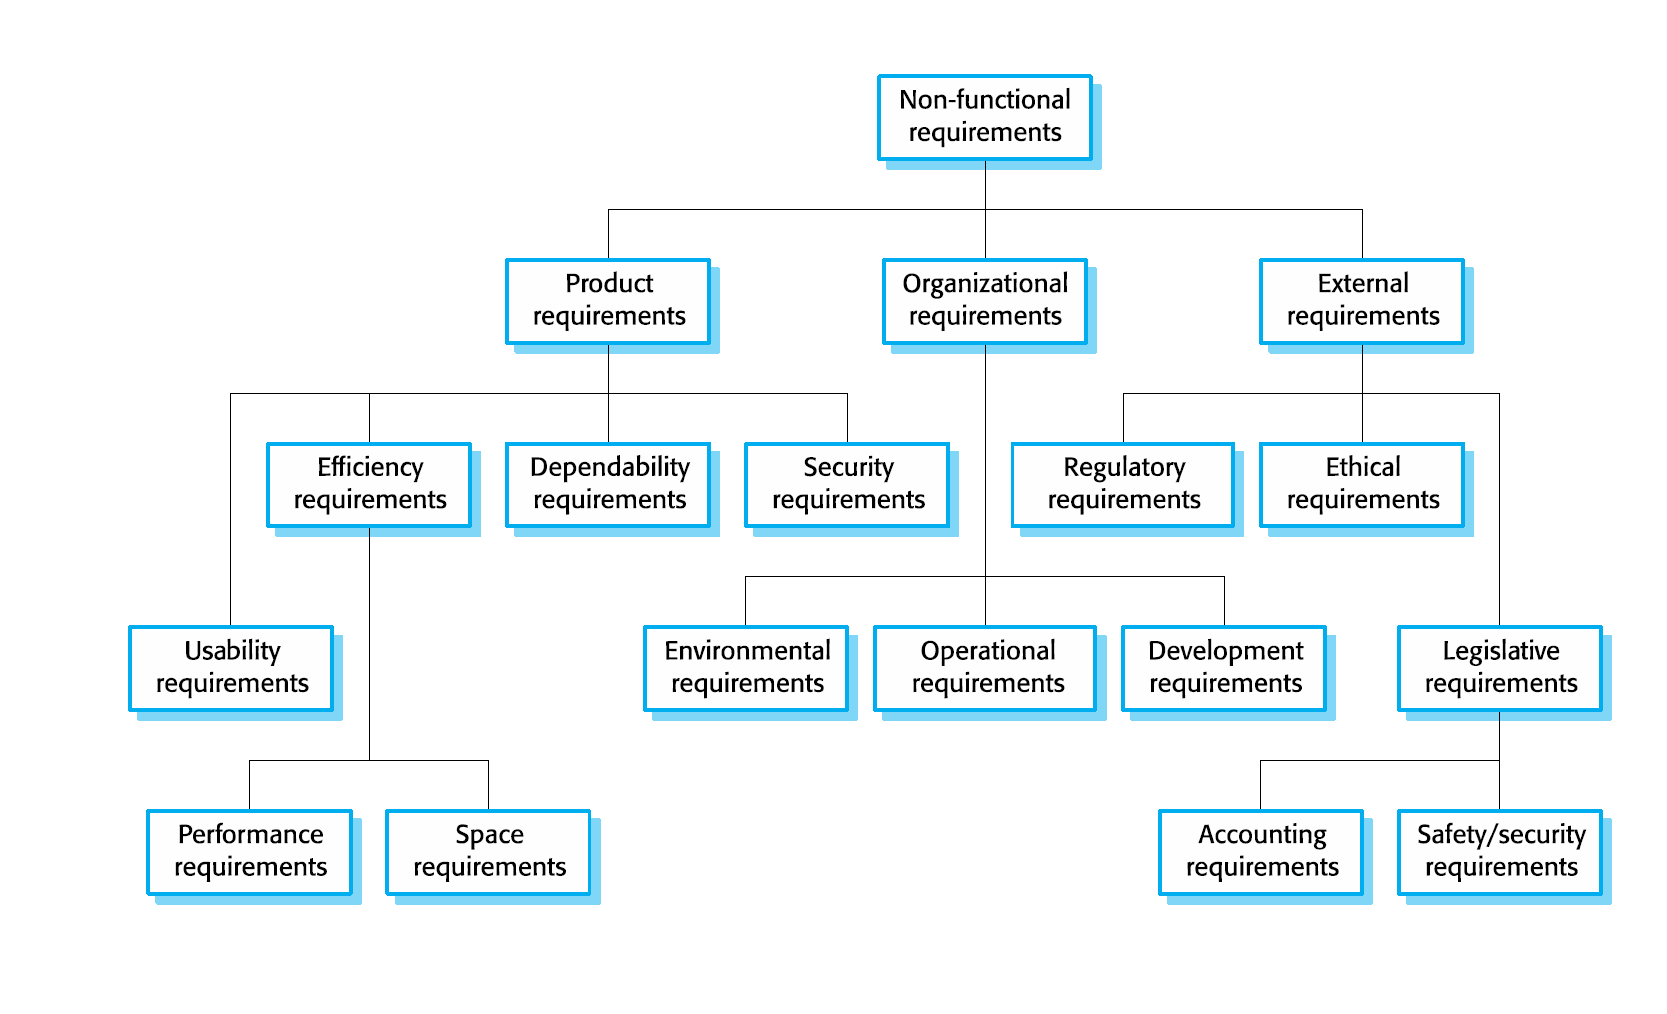 Non-functional
requirements
Product
requirements
Organizational
requirements
External
requirements
Efficiency
requirements
Dependability
requirements
Security
requirements
Regulatory
requirements
Ethical
requirements
Usability
requirements
Environmental
requirements
Operational
requirements
Development
requirements
Legislative
requirements
Performance
requirements
Space
requirements
Accounting
requirements
Safety/security
requirements